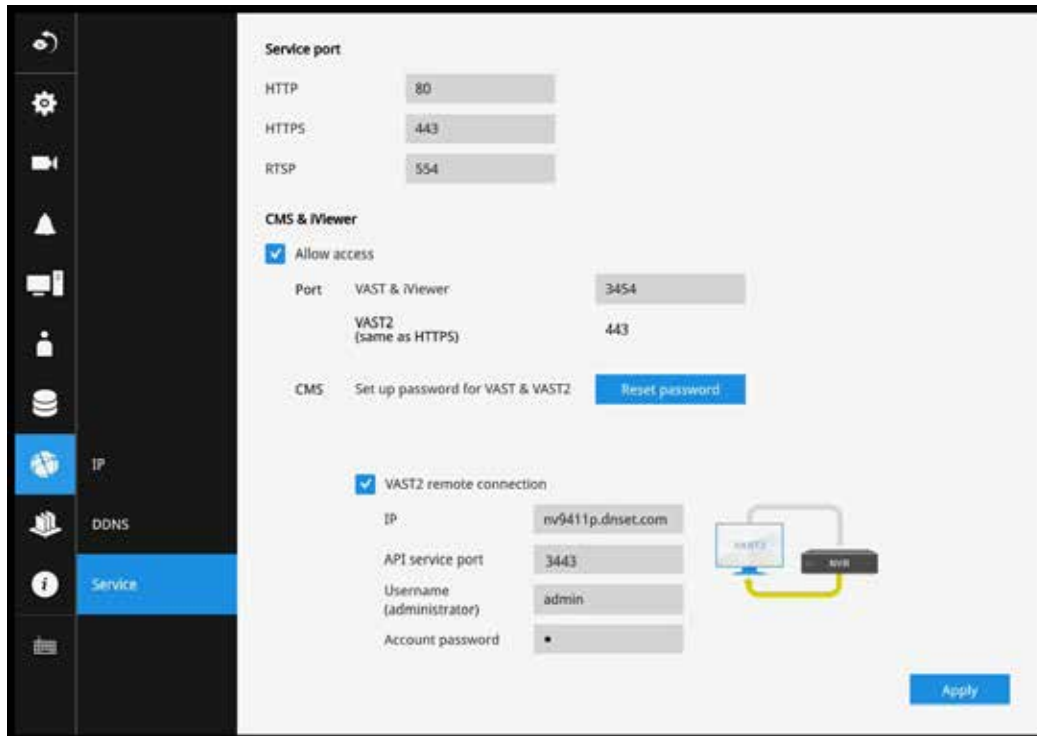 Service port
HTTP 80
HTTPS 443
RTSP 554
CMS & iViewer
Allow access
Port VAST & iViewer 3454
VAST2
(same as HTTPS) 443
CMS Set up password for VAST & VAST2 Reset password
IP
VAST2 remote connection
IP nv9411p.dnset.com
DDNS
VAST2
API service port 3443
NVR
Service
Username
(administrator) admin
Account password •
Apply